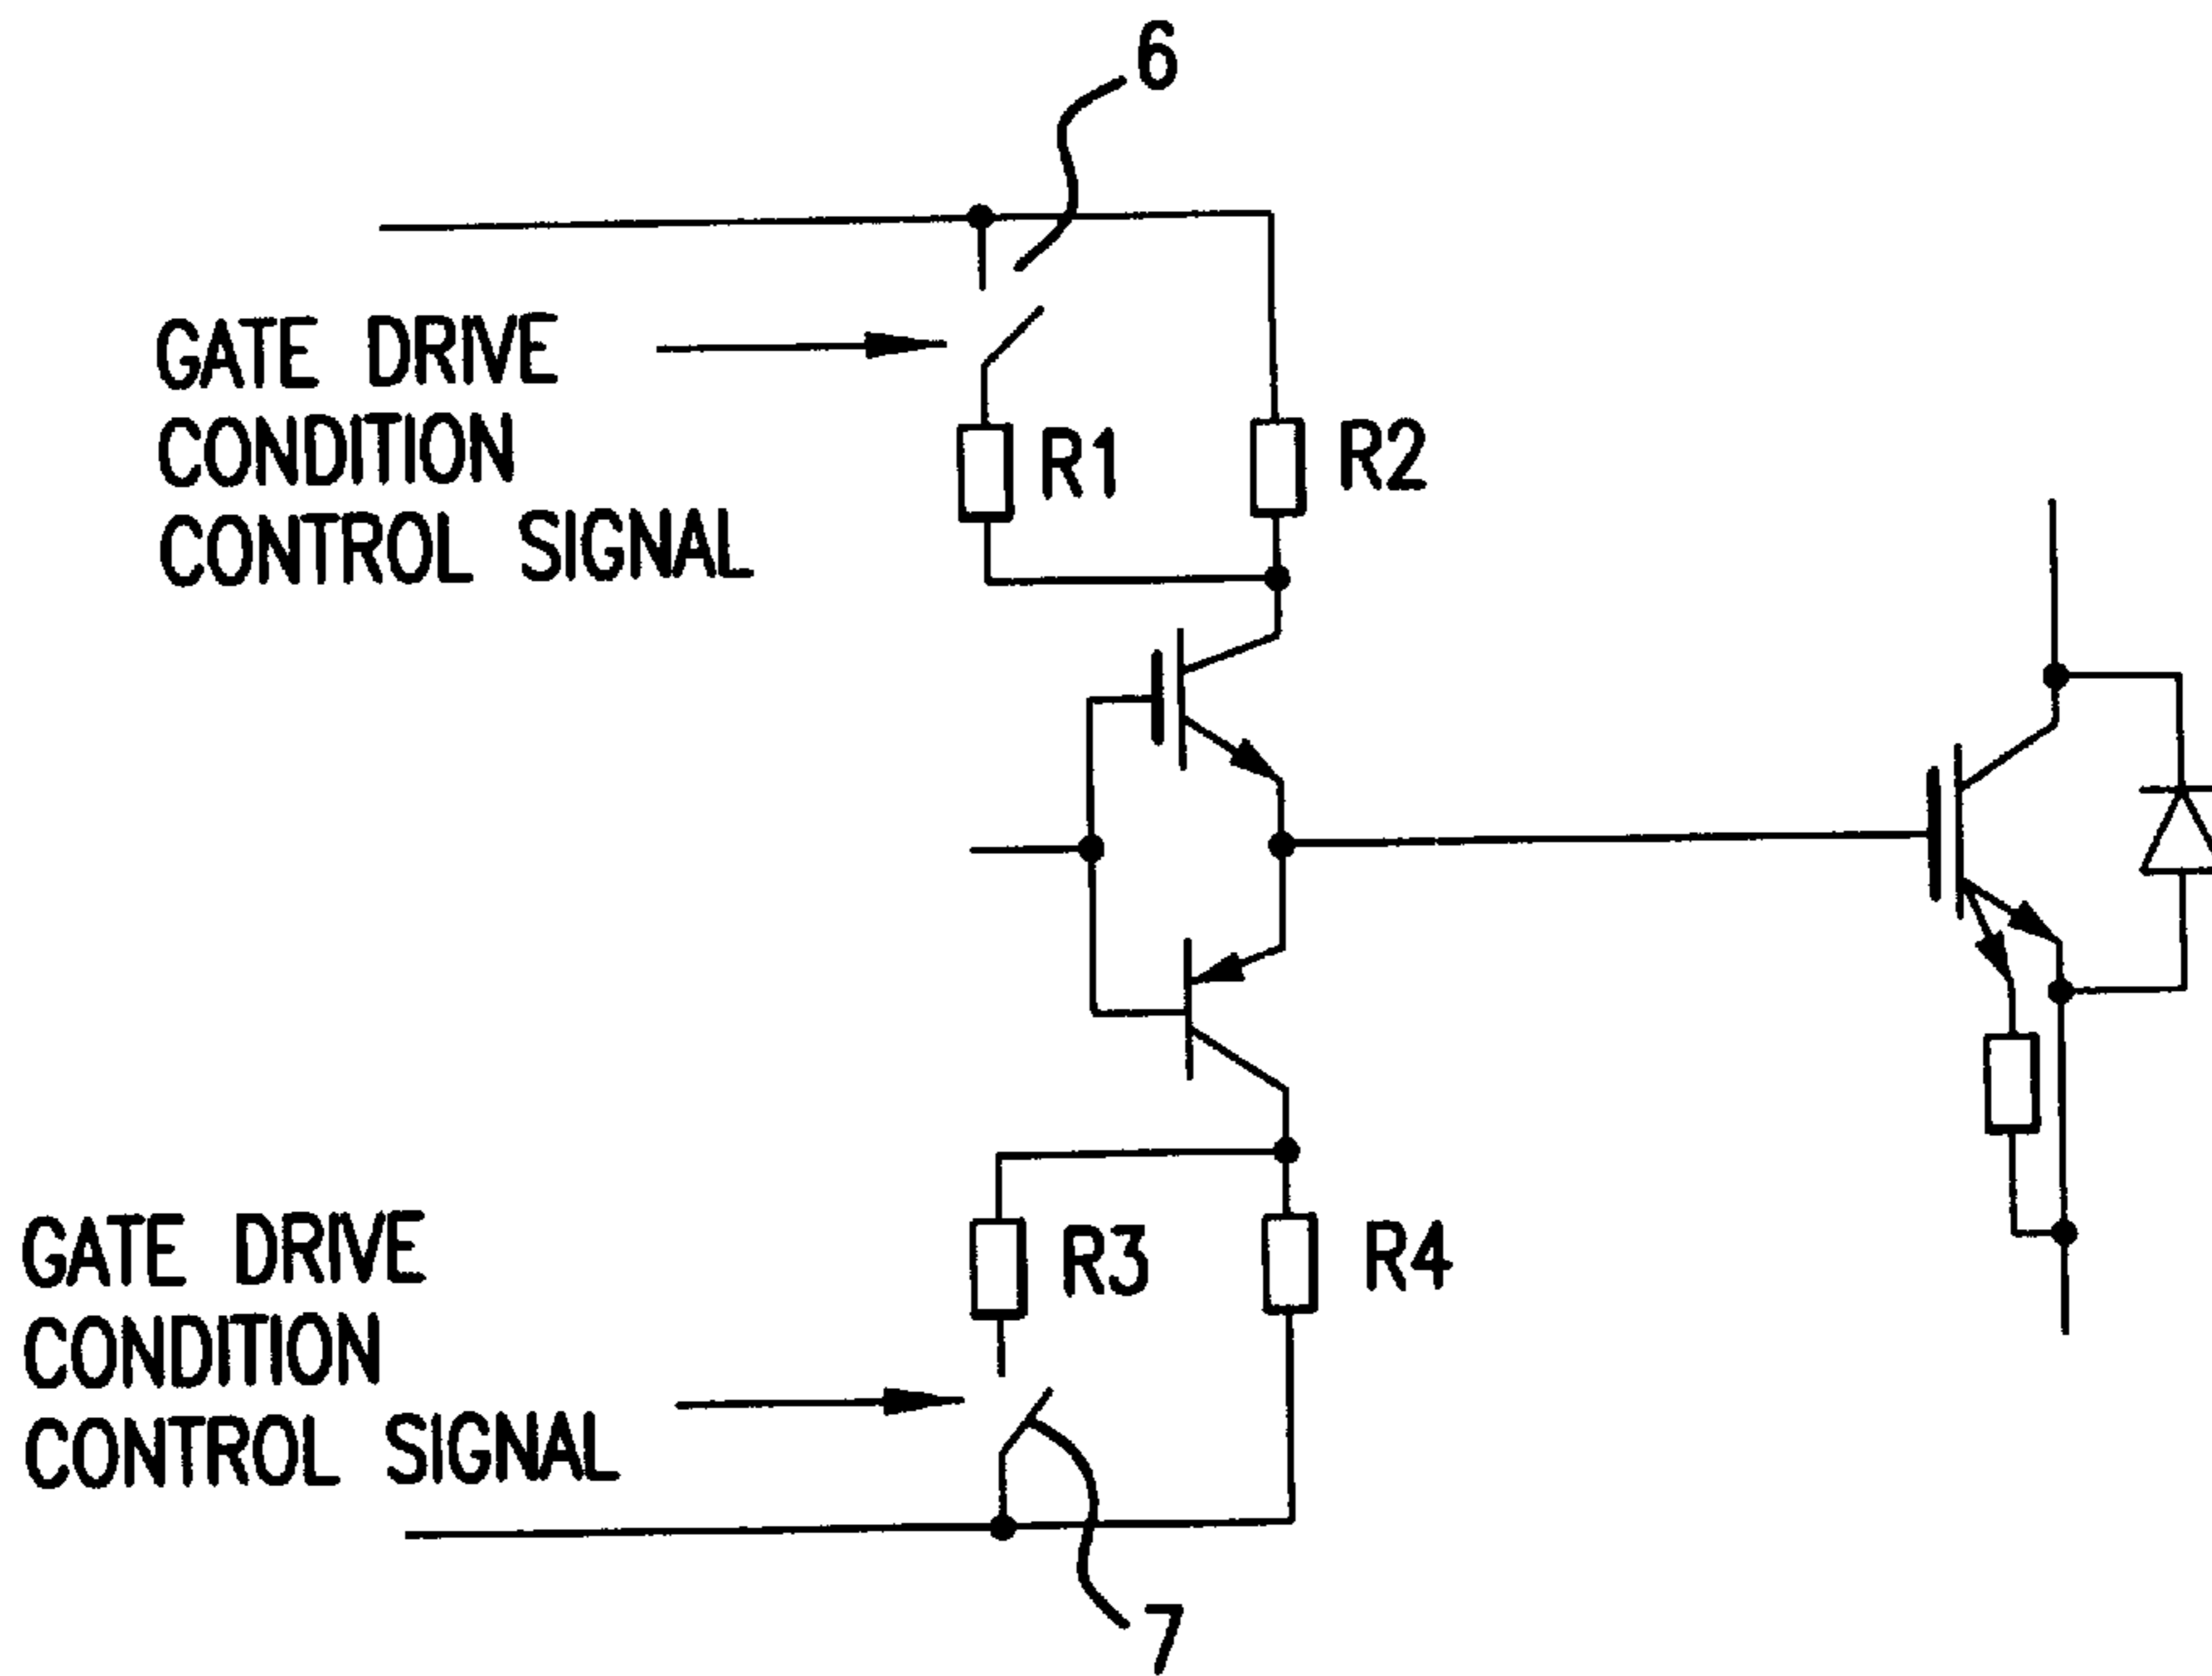 6
GATE DRIVE
CONDITION
CONTROL SIGNAL
R1
R2
GATE DRIVE
CONDITION
CONTROL SIGNAL
R3
R4
7